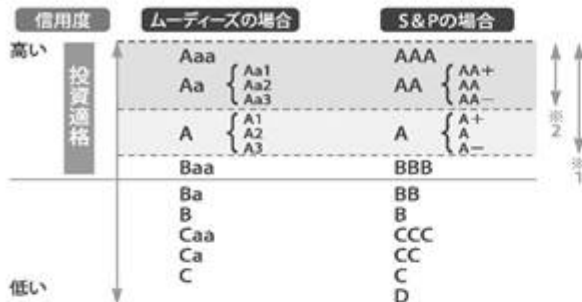 信用度 ムーディーズの場合 S&Pの場合
高い
投資適格
Aaa AAA
Aa Aa1 Aa2 Aa3 AA AA+ AA AA−
A A1 A2 A3 A A+ A A−
Baa BBB
Ba BB
B B
Caa CCC
Ca CC
C C
低い D
※2
※1